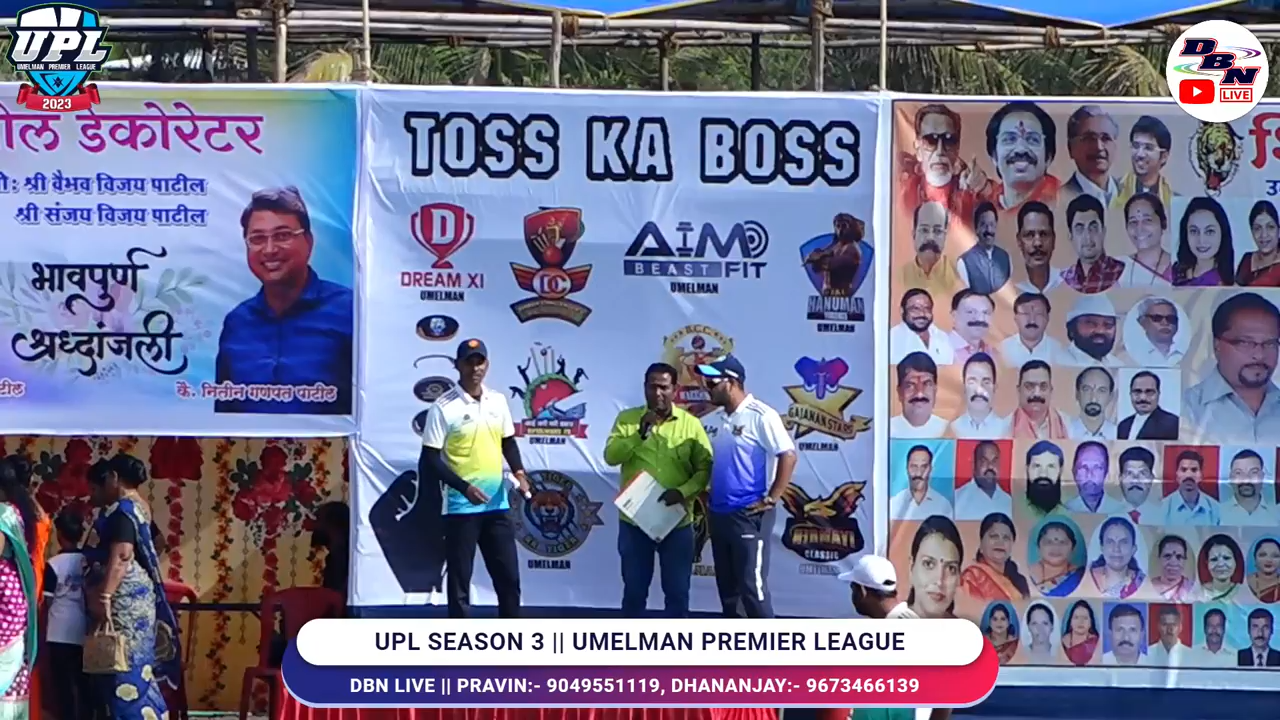 UPL
UMELMAN PREMIER LEAGUE
2023
DBN
LIVE
डेकोरेटर
श्री वैभव विजय पाटील
श्री संजय विजय पाटील
भावपुर्ण
श्रध्दांजली
कै. नितीन गणपत पाटील
TOSS KA BOSS
DREAM XI
UMELMAN
DC
AIM
BEAST FIT
UMELMAN
HANUMAN
UMELMAN
UMELMAN
GAJANAN STARS
UMELMAN
UMELMAN
CLASSIC
UPL SEASON 3 || UMELMAN PREMIER LEAGUE
DBN LIVE || PRAVIN:- 9049551119, DHANANJAY:- 9673466139